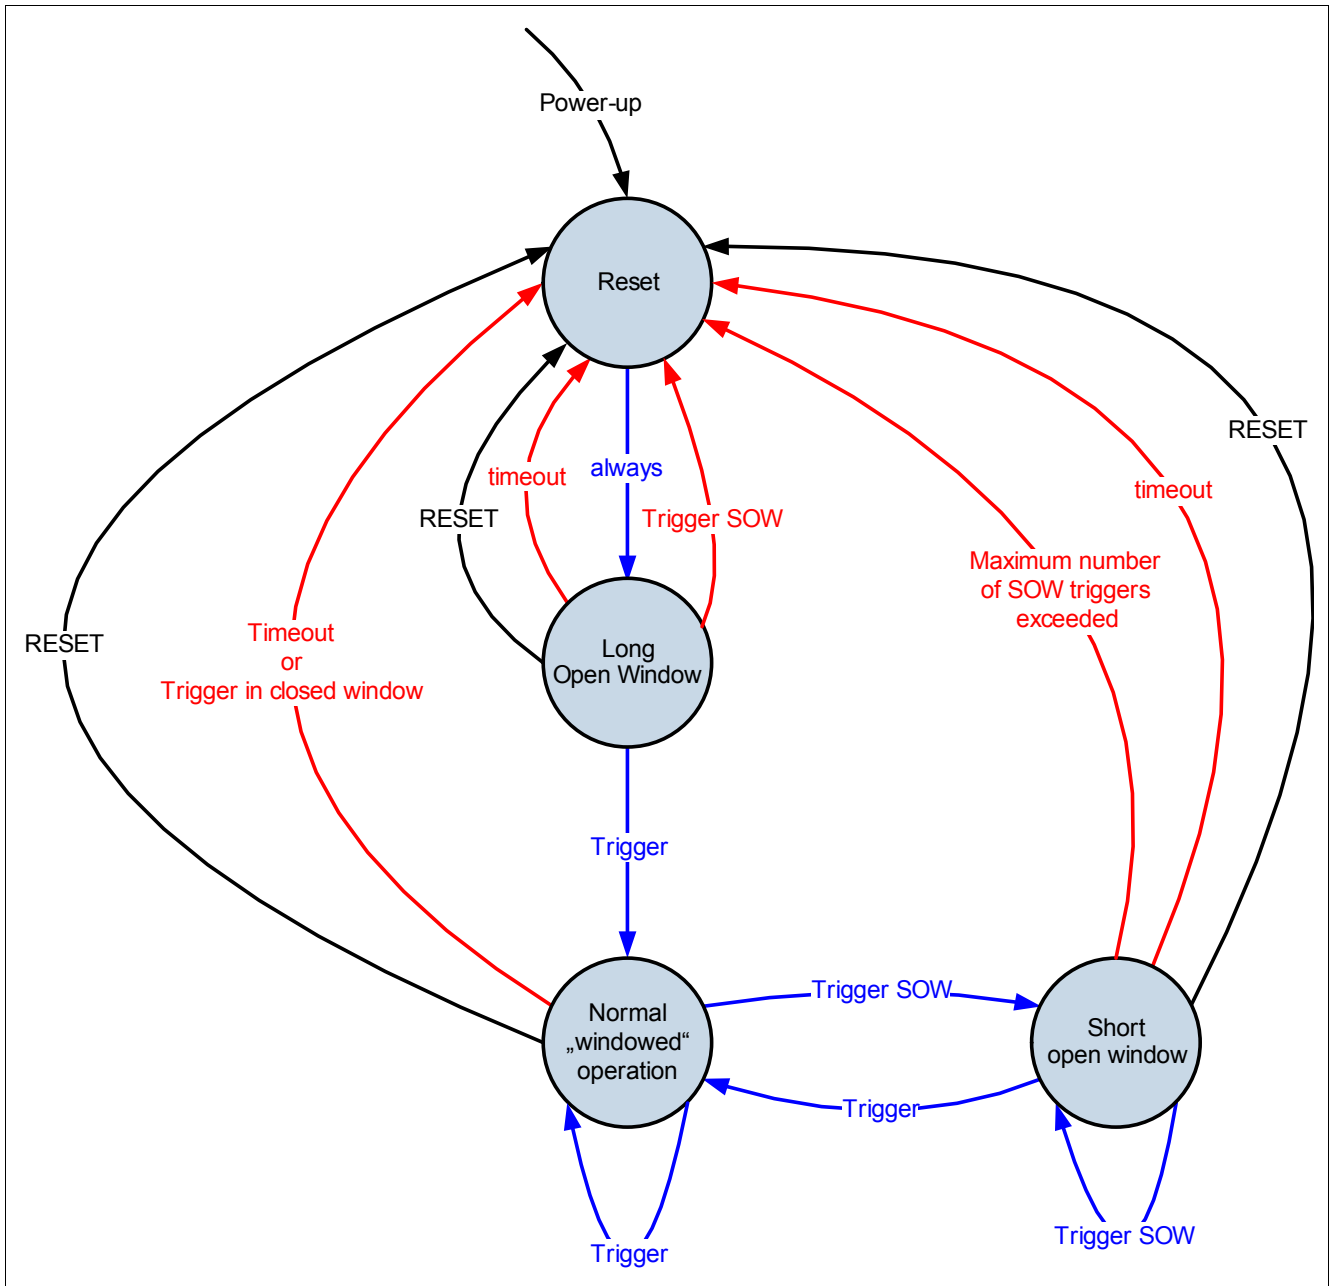 Power-up
Reset
RESET
timeout
always
Trigger SOW
RESET
timeout
Maximum number
of SOW triggers
exceeded
RESET
Timeout
or
Trigger in closed window
Long
Open Window
Trigger
Normal
„windowed“
operation
Trigger SOW
Short
open window
Trigger
Trigger
Trigger SOW